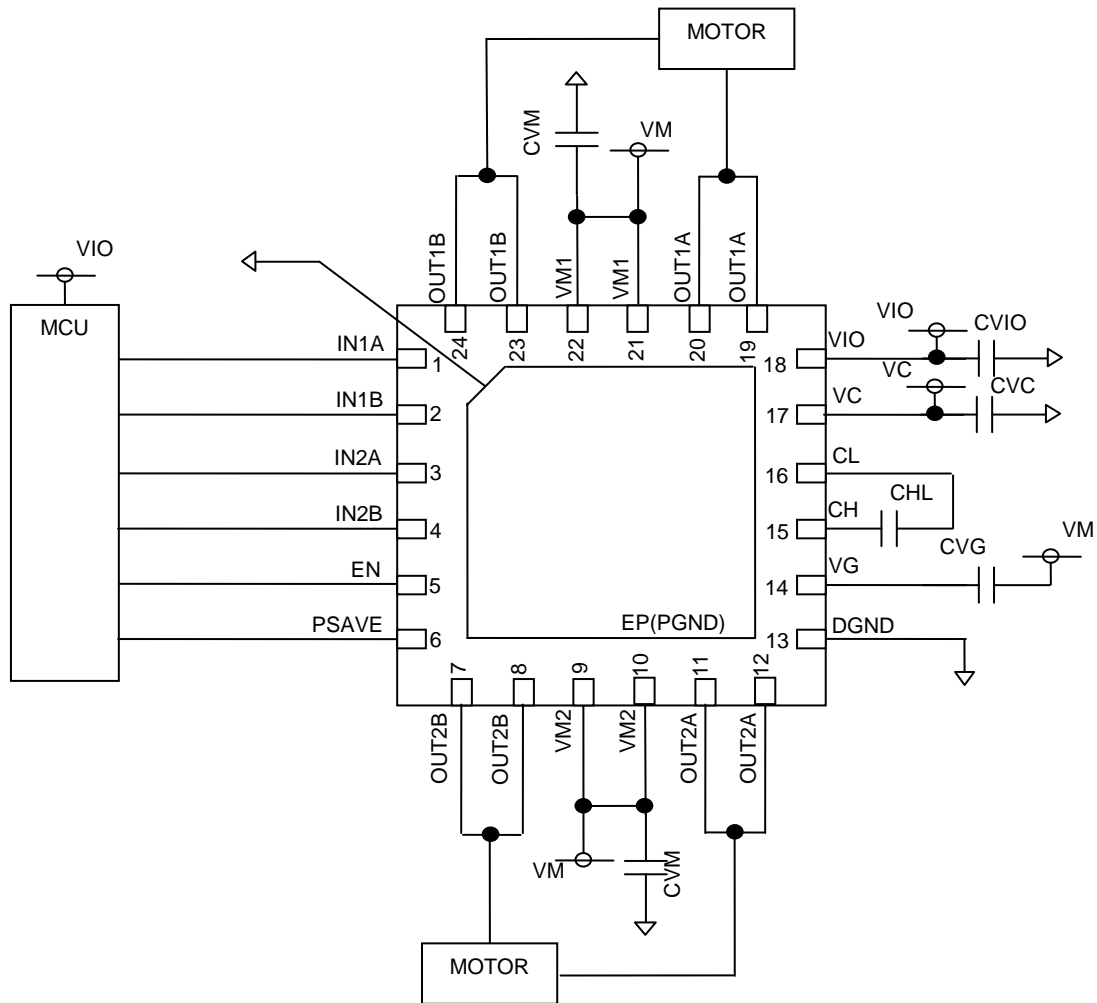 MOTOR
CVM
VM
VIO
OUT1B
OUT1B
VM1
VM1
OUT1A
OUT1A
MCU
24
23
22
21
20
19
IN1A
1
IN1B
2
IN2A
3
IN2B
4
EN
5
PSAVE
6
VIO
VIO
CVIO
18
VC
VC
CVC
17
CL
16
CHL
CH
15
CVG
VM
VG
14
DGND
13
EP(PGND)
7
8
9
10
11
12
OUT2B
OUT2B
VM2
VM2
OUT2A
OUT2A
VM
CVM
MOTOR